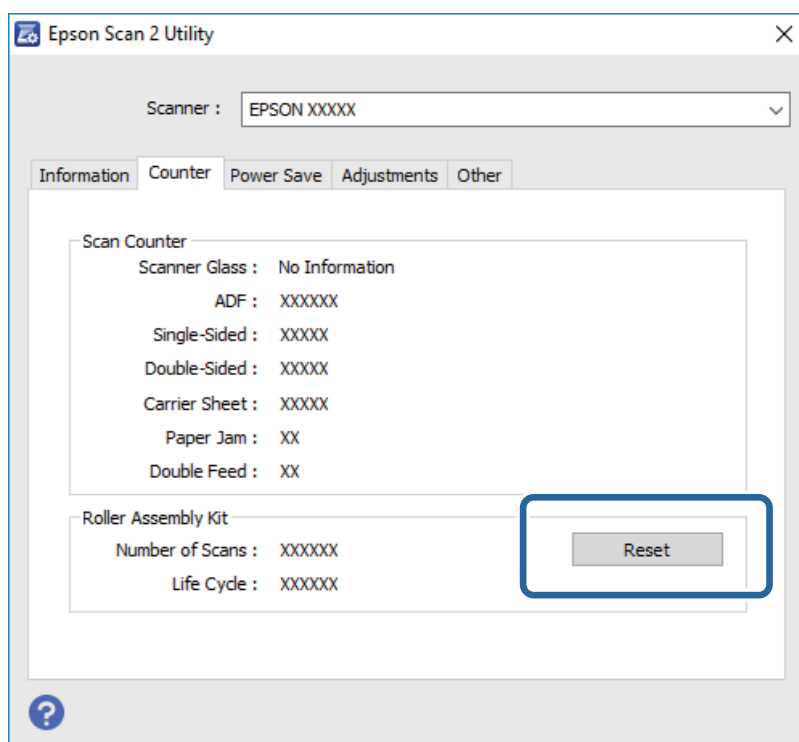 Epson Scan 2 Utility
Scanner : EPSON XXXXX
Information Counter Power Save Adjustments Other
Scan Counter
Scanner Glass : No Information
ADF : XXXXXX
Single-Sided : XXXXX
Double-Sided : XXXXX
Carrier Sheet : XXXXX
Paper Jam : XX
Double Feed : XX
Roller Assembly Kit
Number of Scans : XXXXXX Reset
Life Cycle : XXXXXX
?